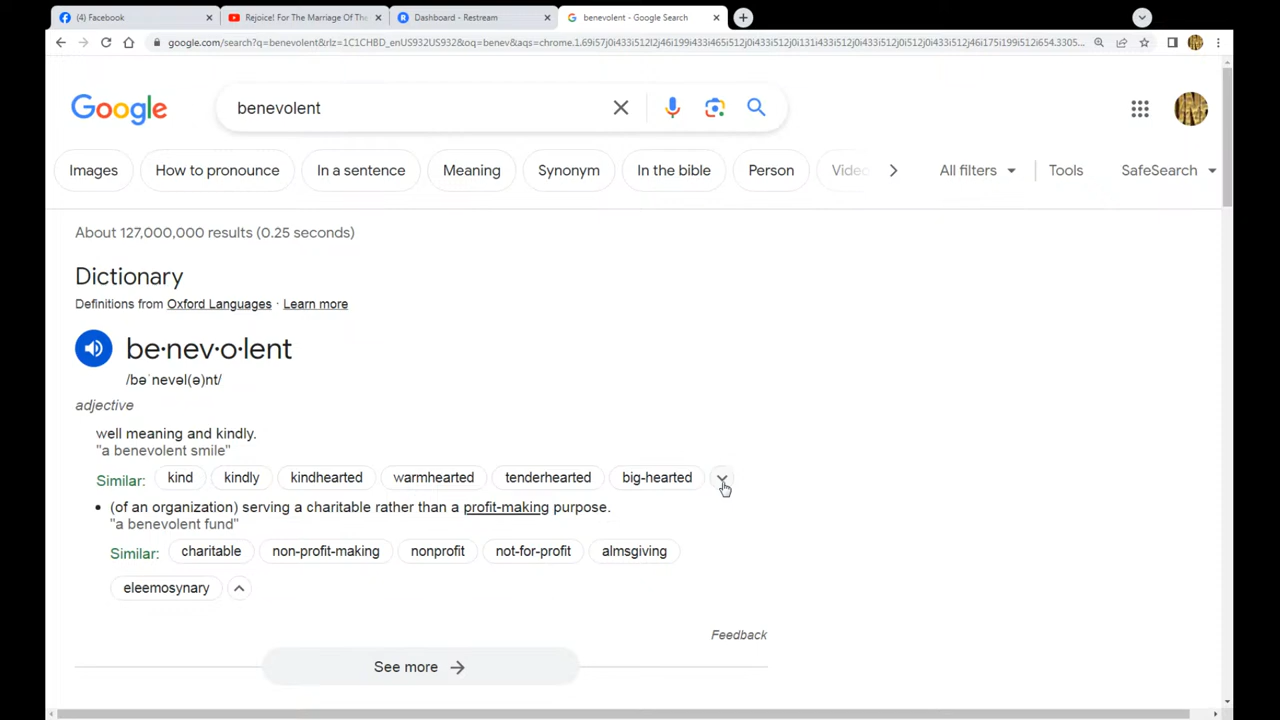 (4) Facebook
Rejoice! For The Marriage Of The
Dashboard - Restream
benevolent - Google Search
google.com/search?q=benevolent&rlz=1C1CHBD_enUS932US932&oq=benev&aqs=chrome.1.69i57j0i433i512l2j46i199i433i465i512j0i433i512j0i131i433i512j0i512j0i433i512j0i512j46i175i199i512i654.3305...
Google
benevolent
Images
How to pronounce
In a sentence
Meaning
Synonym
In the bible
Person
Videc
All filters
Tools
SafeSearch
About 127,000,000 results (0.25 seconds)
Dictionary
Definitions from Oxford Languages · Learn more
be·nev·o·lent
/bəˈnevəl(ə)nt/
adjective
well meaning and kindly.
"a benevolent smile"
Similar: kind kindly kindhearted warmhearted tenderhearted big-hearted
• (of an organization) serving a charitable rather than a profit-making purpose.
"a benevolent fund"
Similar: charitable non-profit-making nonprofit not-for-profit almsgiving
eleemosynary
Feedback
See more